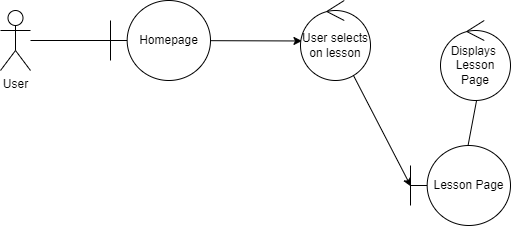 User
Homepage
User selects
on lesson
Displays
Lesson
Page
Lesson Page